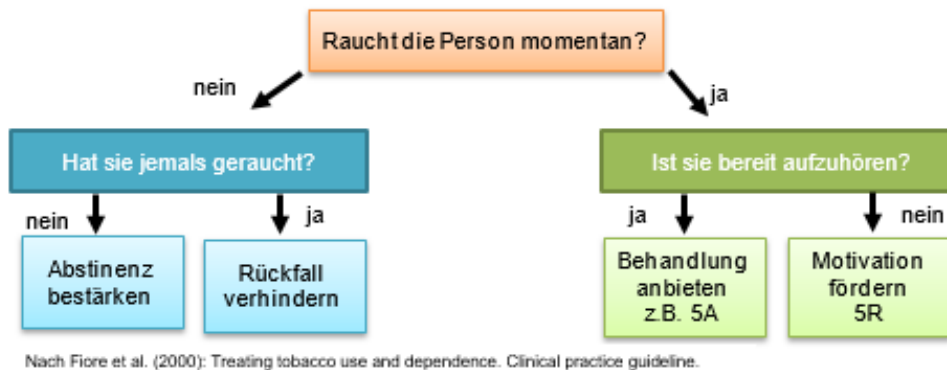 Raucht die Person momentan?
nein
ja
Hat sie jemals geraucht?
Ist sie bereit aufzuhören?
nein
ja
ja
nein
Abstinenz
bestärken
Rückfall
verhindern
Behandlung
anbieten
z.B. 5A
Motivation
fördern
5R
Nach Fiore et al. (2000): Treating tobacco use and dependence. Clinical practice guideline.